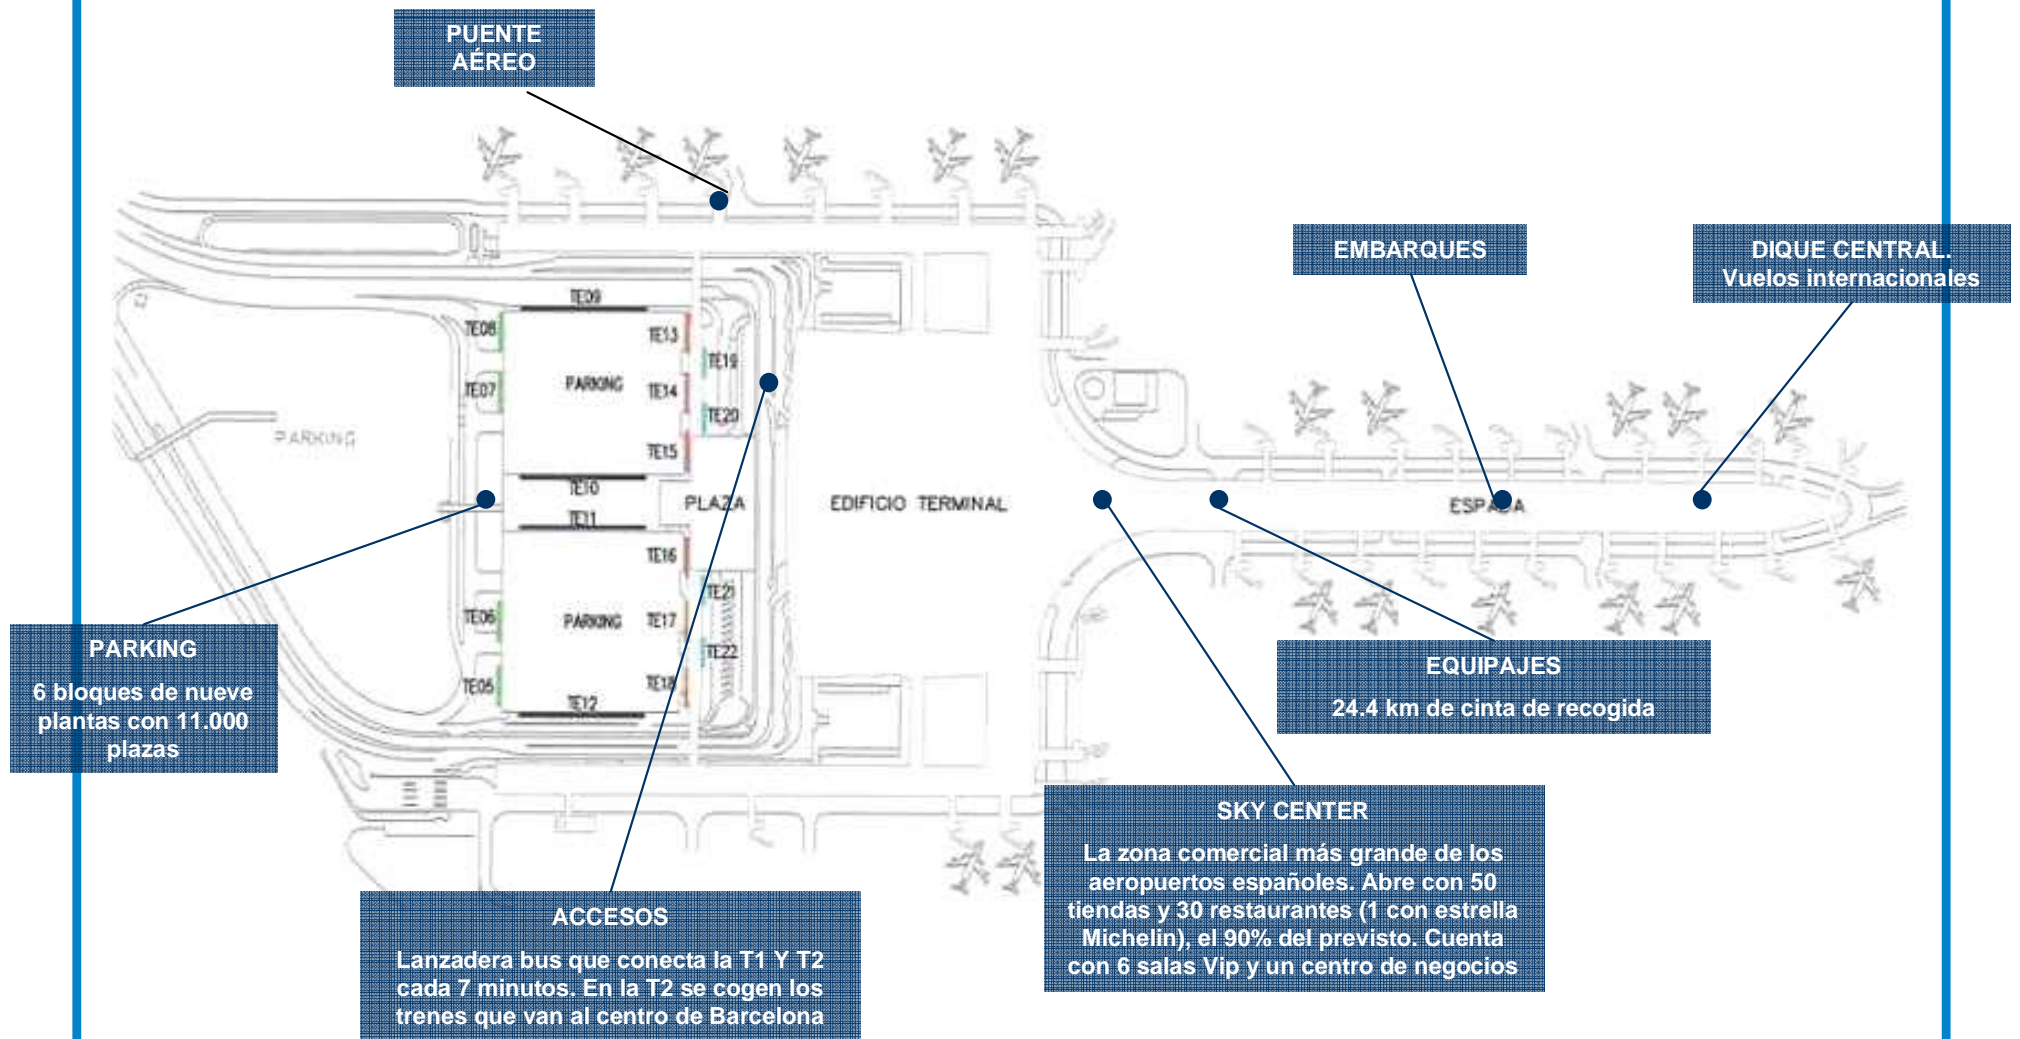 PUENTE
AÉREO
EMBARQUES
DIQUE CENTRAL.
Vuelos internacionales
TE09
TE08
TE13
TE19
TE07
PARKING
TE14
TE20
PARKING
TE15
TE10
PLAZA
EDIFICIO TERMINAL
ESPADA
TE11
TE16
TE21
TE06
PARKING
TE17
TE22
TE05
TE18
TE12
PARKING
6 bloques de nueve
plantas con 11.000
plazas
EQUIPAJES
24.4 km de cinta de recogida
SKY CENTER
La zona comercial más grande de los
aeropuertos españoles. Abre con 50
tiendas y 30 restaurantes (1 con estrella
Michelin), el 90% del previsto. Cuenta
con 6 salas Vip y un centro de negocios
ACCESOS
Lanzadera bus que conecta la T1 Y T2
cada 7 minutos. En la T2 se cogen los
trenes que van al centro de Barcelona